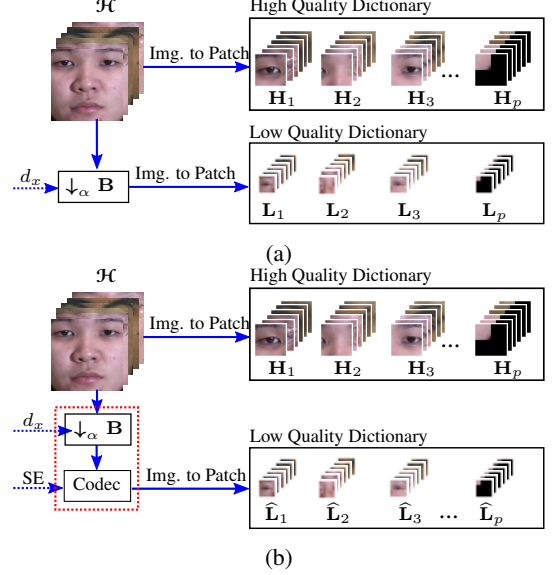 ℋ
High Quality Dictionary
Img. to Patch
...
H₁ H₂ H₃ Hₚ
Low Quality Dictionary
dₓ
↓α B
Img. to Patch
L₁ L₂ L₃ Lₚ
(a)
ℋ
High Quality Dictionary
Img. to Patch
...
H₁ H₂ H₃ Hₚ
dₓ
↓α B
Low Quality Dictionary
SE
Codec
Img. to Patch
L̂₁ L̂₂ L̂₃ ... L̂ₚ
(b)